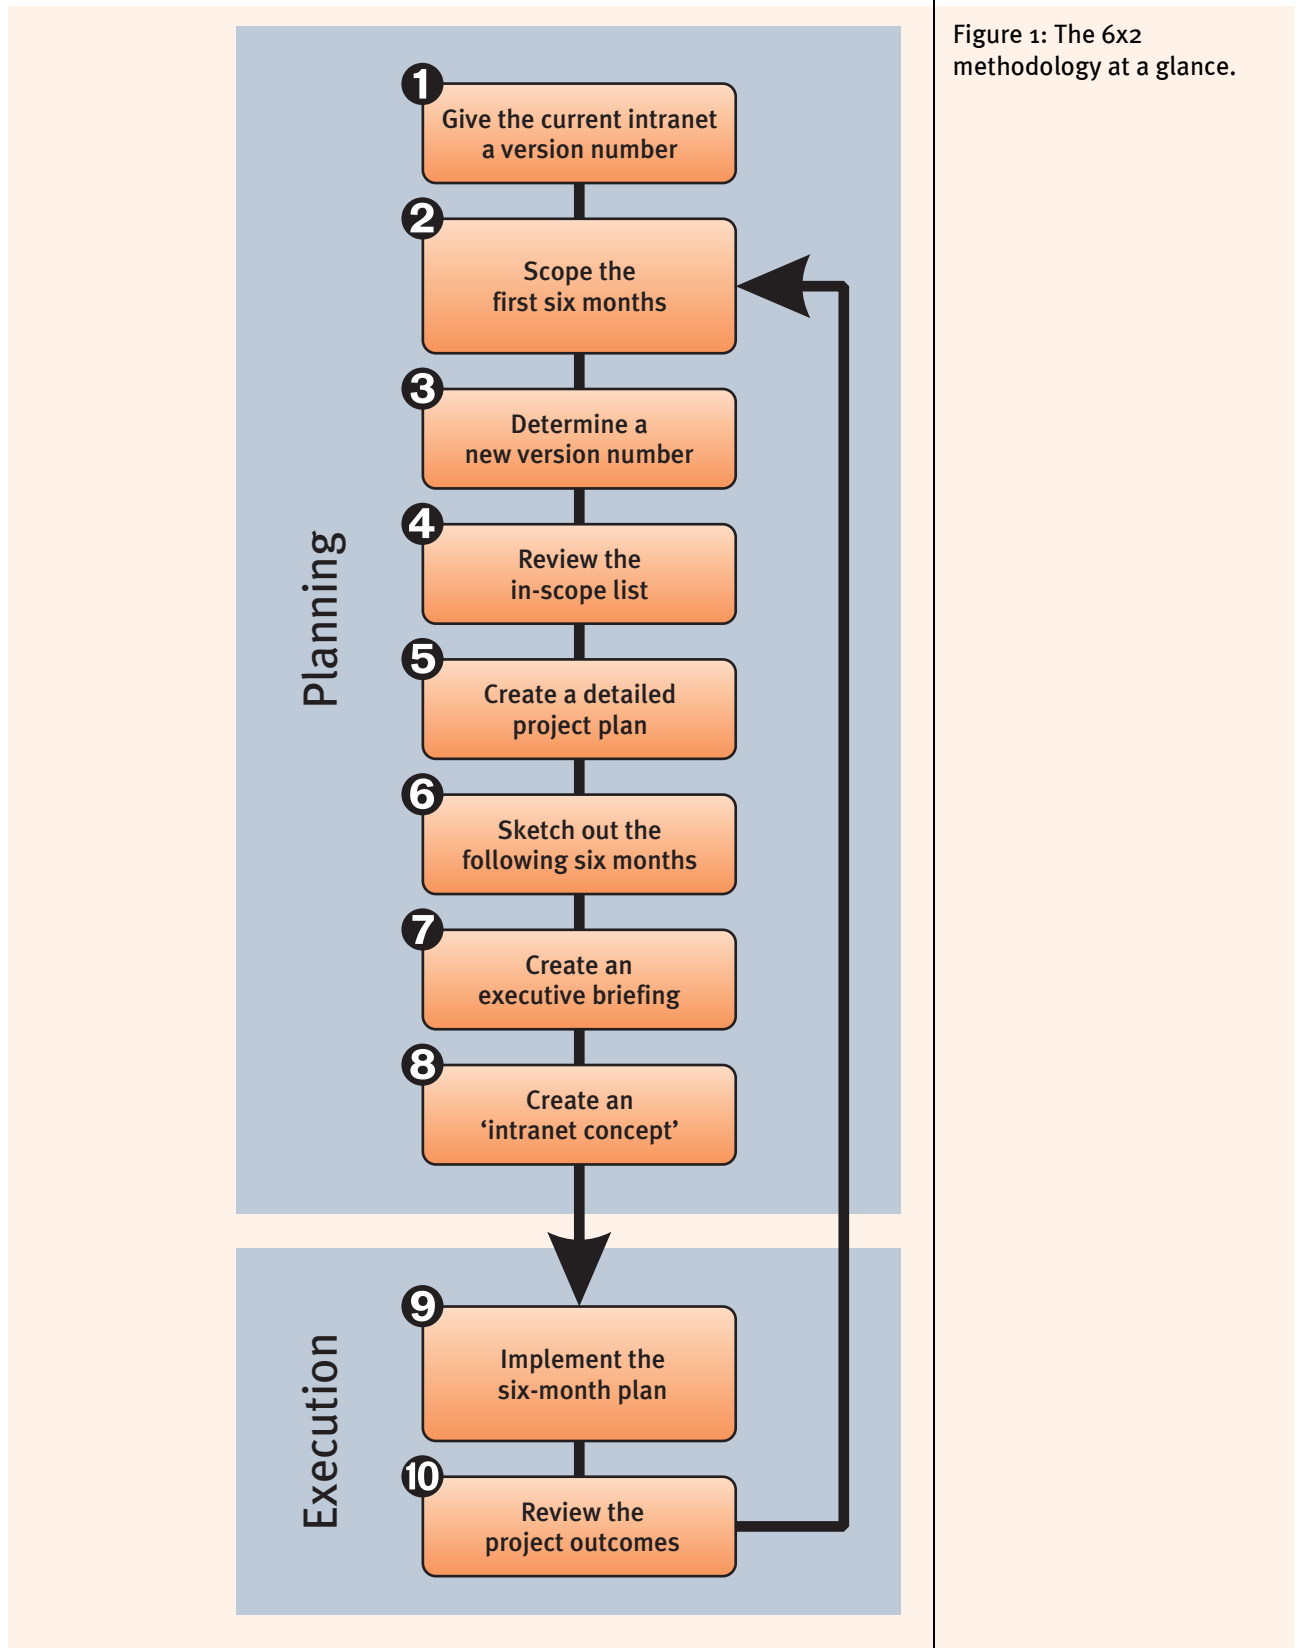 Figure 1: The 6x2
methodology at a glance.
Planning
1
Give the current intranet
a version number
2
Scope the
first six months
3
Determine a
new version number
4
Review the
in-scope list
5
Create a detailed
project plan
6
Sketch out the
following six months
7
Create an
executive briefing
8
Create an
‘intranet concept’
Execution
9
Implement the
six-month plan
10
Review the
project outcomes